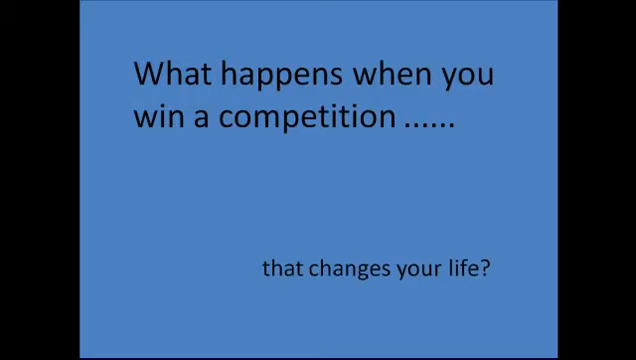 What happens when you
win a competition ......
that changes your life?